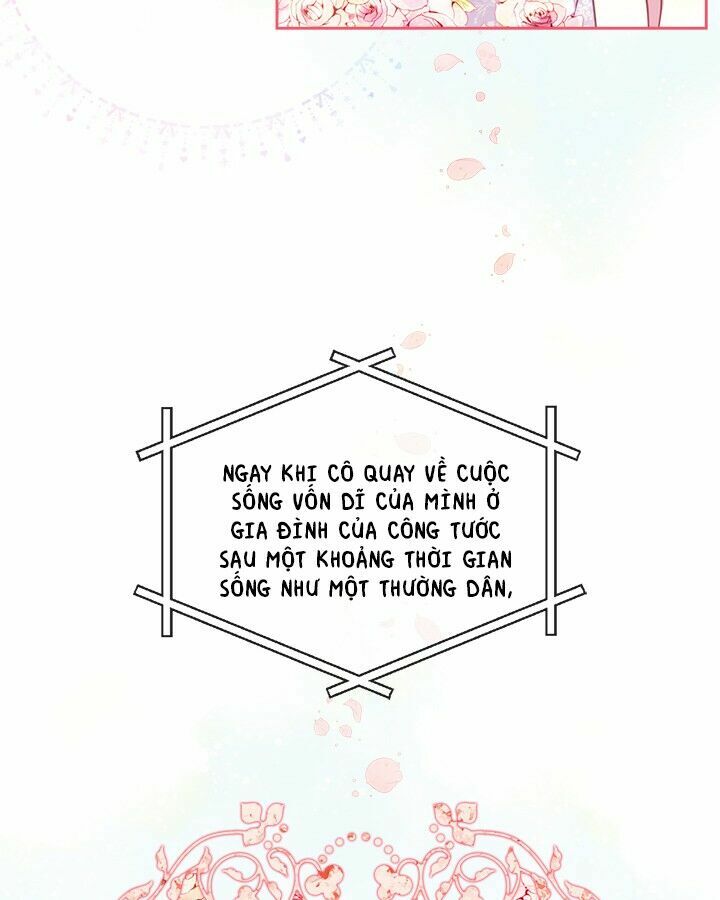 NGAY KHI CÔ QUAY VỀ CUỘC
SỐNG VỐN DĨ CỦA MÌNH Ở
GIA ĐÌNH CỦA CÔNG TƯỚC
SAU MỘT KHOẢNG THỜI GIAN
SỐNG NHƯ MỘT THƯỜNG DÂN,